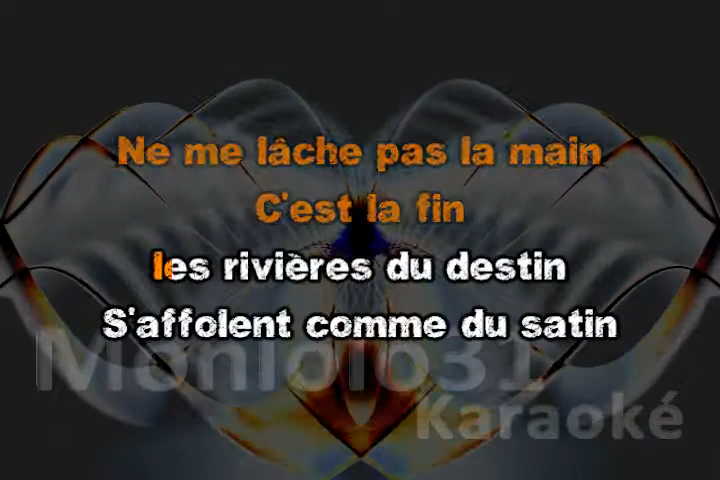 Ne me lâche pas la main
C'est la fin
les rivières du destin
S'affolent comme du satin
Monlolo31
Karaoké